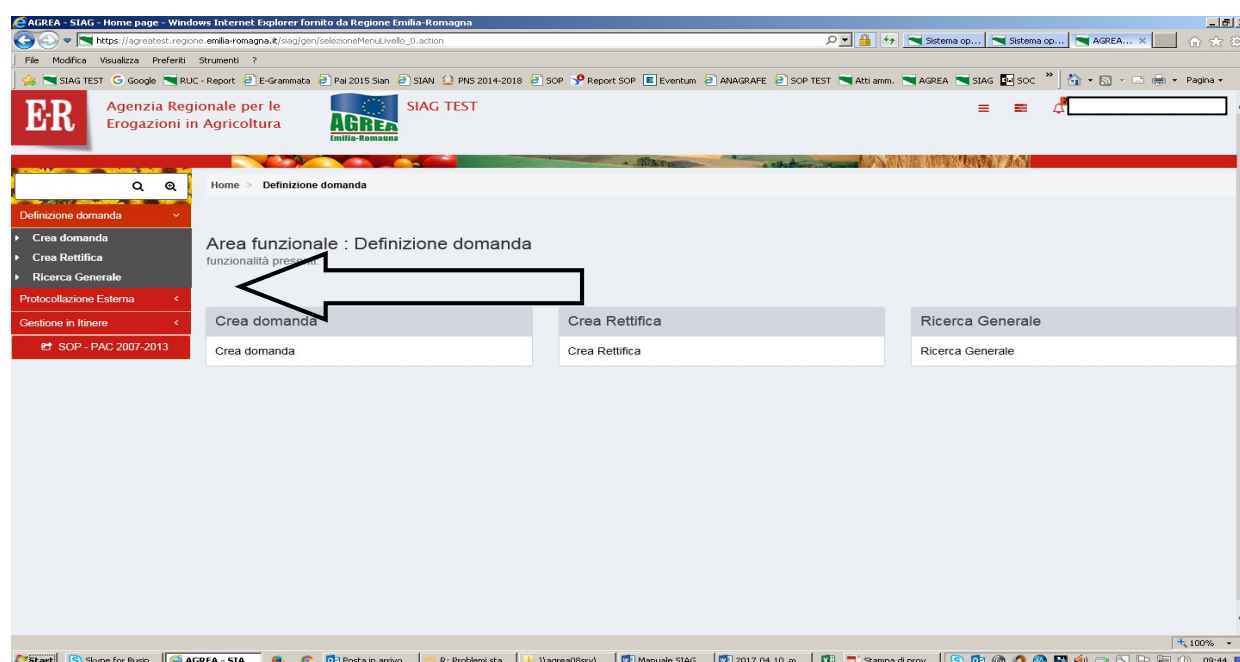 AGREA - SIAG - Home page - Windows Internet Explorer fornito da Regione Emilia-Romagna
https://agreatest.regione.emilia-romagna.it/siag/gen/selezioneMenuLivello_0.action
Sistema op... Sistema op... AGREA...
File Modifica Visualizza Preferiti Strumenti ?
SIAG TEST Google RUC - Report E-Grammata Pai 2015 Sian SIAN PNS 2014-2018 SOP Report SOP Eventum ANAGRAFE SOP TEST Atti amm. AGREA SIAG SOC » Pagina
E·R
Agenzia Regionale per le
Erogazioni in Agricoltura
AGREA
Emilia-Romagna
SIAG TEST
Home > Definizione domanda
Definizione domanda
Crea domanda
Crea Rettifica
Ricerca Generale
Protocollazione Esterna
Gestione in Itinere
SOP - PAC 2007-2013
Area funzionale : Definizione domanda
funzionalità
Crea domanda Crea Rettifica Ricerca Generale
Crea domanda Crea Rettifica Ricerca Generale
100%
Start Skype for Busin... AGREA - SIA... Posta in arrivo R: Problemi sta... Manuale SIAG 2017 04 10 Stampa di prov... 09:44